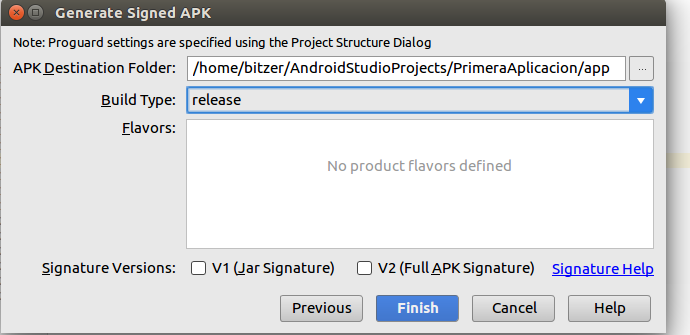 Generate Signed APK
Note: Proguard settings are specified using the Project Structure Dialog
APK Destination Folder: /home/bitzer/AndroidStudioProjects/PrimeraAplicacion/app ...
Build Type: release
Flavors:
No product flavors defined
Signature Versions: V1 (Jar Signature) V2 (Full APK Signature) Signature Help
Previous Finish Cancel Help